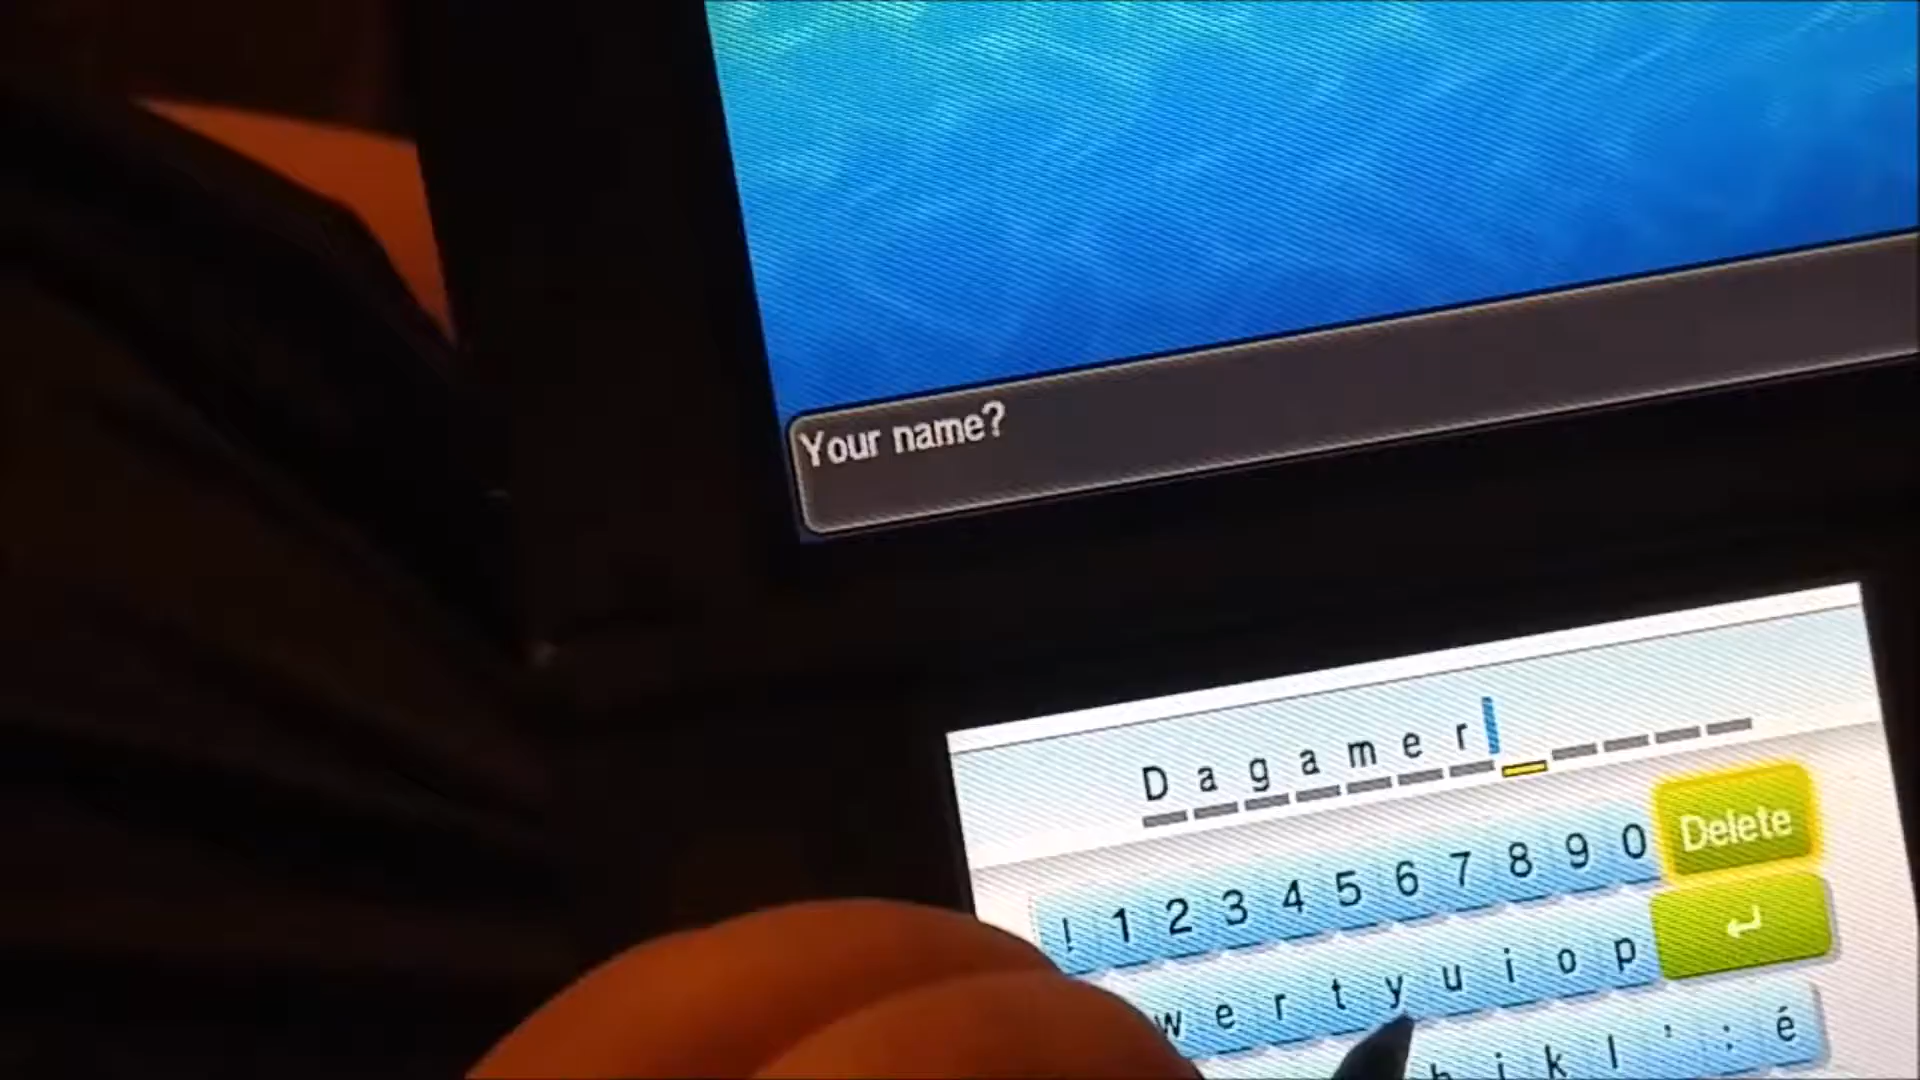 Your name?
Dagamer
! 1 2 3 4 5 6 7 8 9 0 Delete
w e r t y u i o p
h j k l ' : é